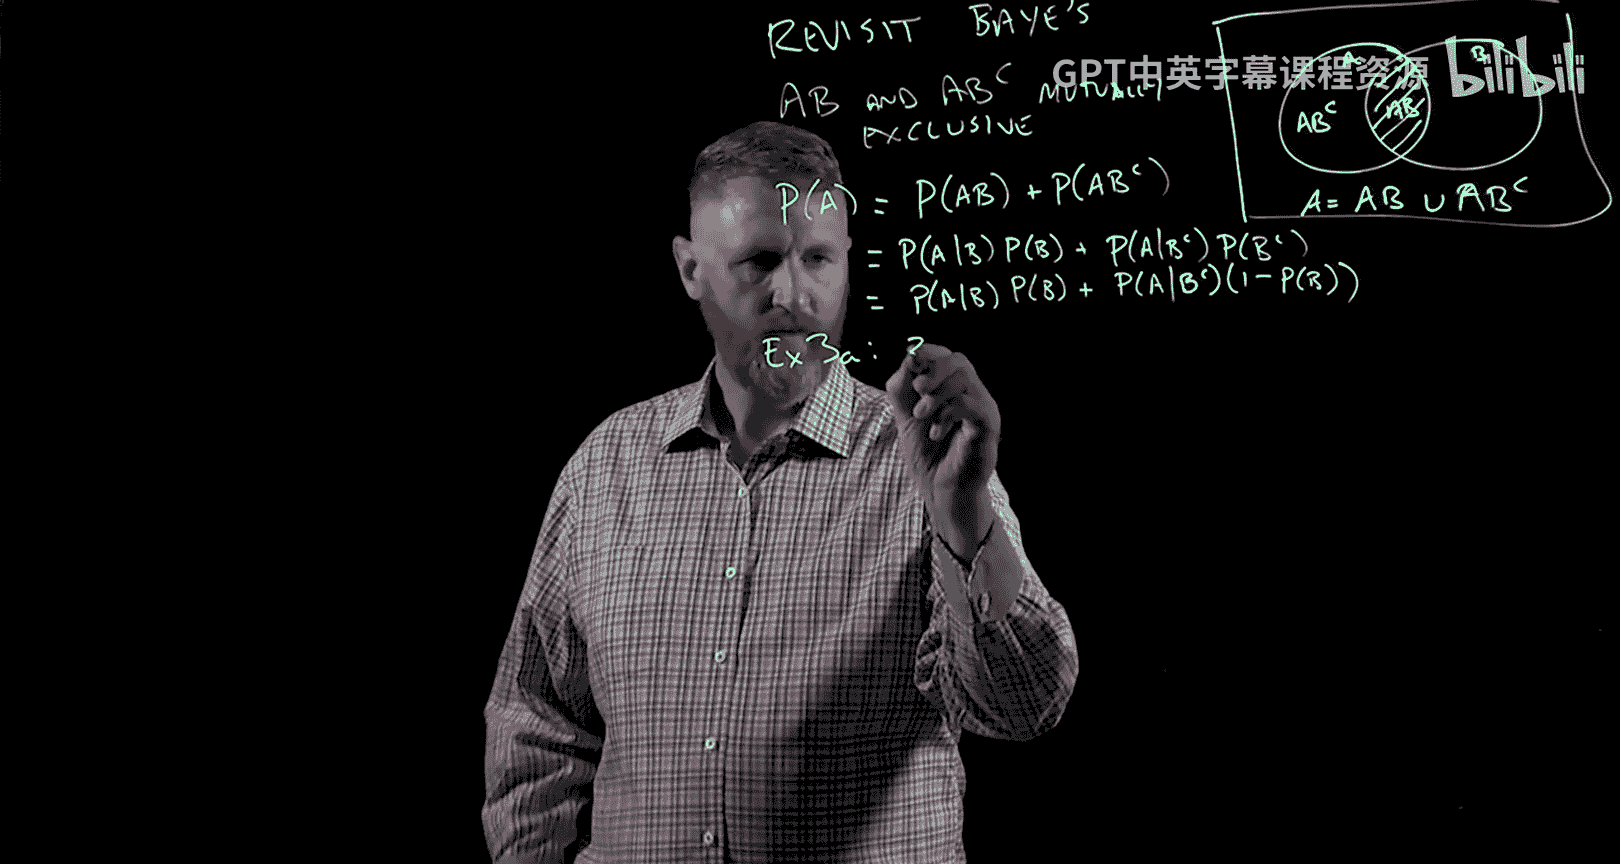 REVISIT BAYE'S
GPT中英字幕课程资源 bilibili
AB AND AB^c MUTUALLY
EXCLUSIVE
P(A) = P(AB) + P(AB^c)
= P(A|B) P(B) + P(A|B^c) P(B^c)
= P(A|B) P(B) + P(A|B^c)(1 - P(B))
Ex 3a:
A B
AB^c AB
A = AB ∪ AB^c